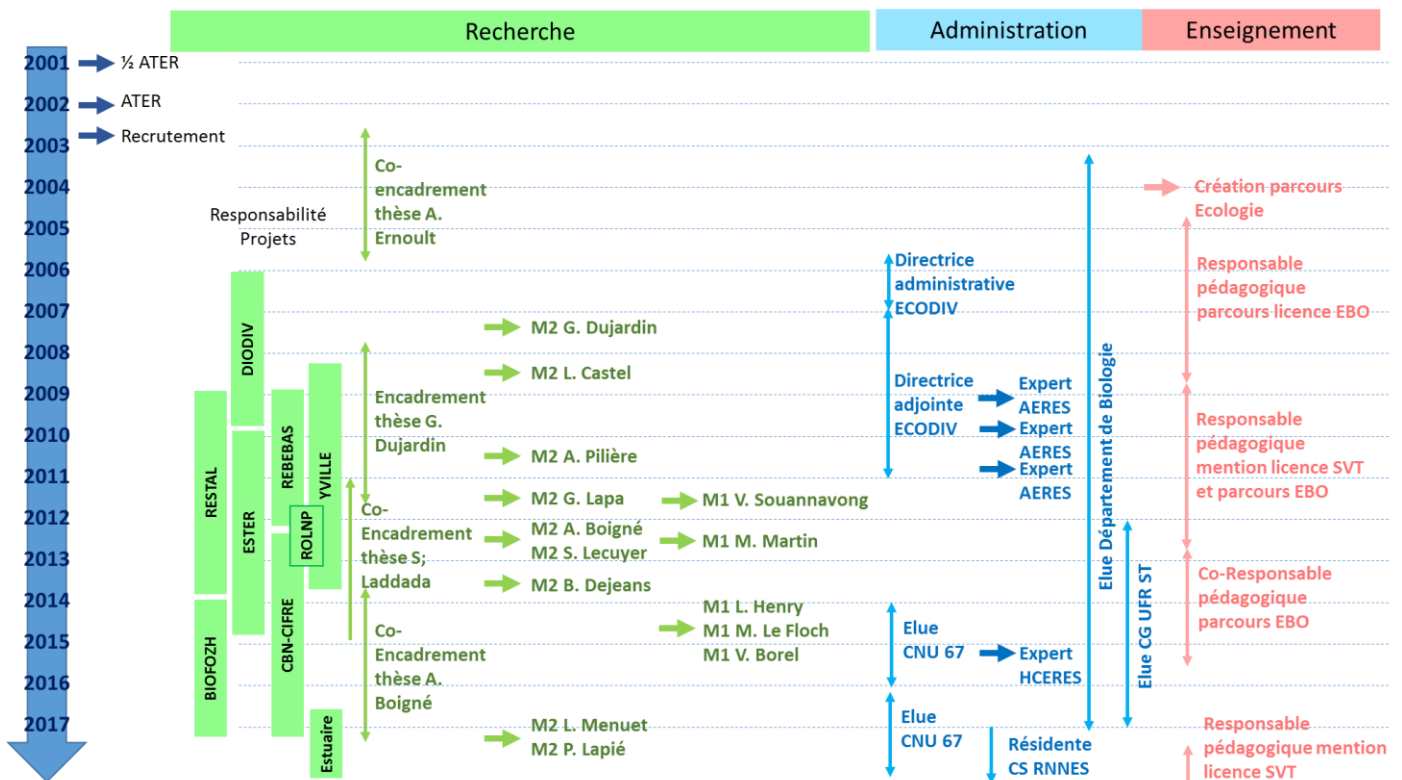 Recherche
Administration
Enseignement
2001
½ ATER
2002
ATER
Recrutement
2003
2004
2005
2006
2007
2008
2009
2010
2011
2012
2013
2014
2015
2016
2017
Responsabilité
Projets
DIODIV
RESTAL
ESTER
REBEBAS
YVILLE
ROLNP
BIOFOZH
CBN-CIFRE
Estuaire
Co-
encadrement
thèse A.
Ernoult
Encadrement
thèse G.
Dujardin
Co-
Encadrement
thèse S;
Laddada
Co-
Encadrement
thèse A.
Boigné
M2 G. Dujardin
M2 L. Castel
M2 A. Pilière
M2 G. Lapa
M1 V. Souannavong
M2 A. Boigné
M2 S. Lecuyer
M1 M. Martin
M2 B. Dejeans
M1 L. Henry
M1 M. Le Floch
M1 V. Borel
M2 L. Menuet
M2 P. Lapié
Directrice
administrative
ECODIV
Directrice
adjointe
ECODIV
Expert
AERES
Expert
AERES
Expert
AERES
Elue
CNU 67
Expert
HCERES
Elue
CNU 67
Résidente
CS RNNES
Elue Département de Biologie
Elue CG UFR ST
Création parcours
Ecologie
Responsable
pédagogique
parcours licence EBO
Responsable
pédagogique
mention licence SVT
et parcours EBO
Co-Responsable
pédagogique
parcours EBO
Responsable
pédagogique mention
licence SVT